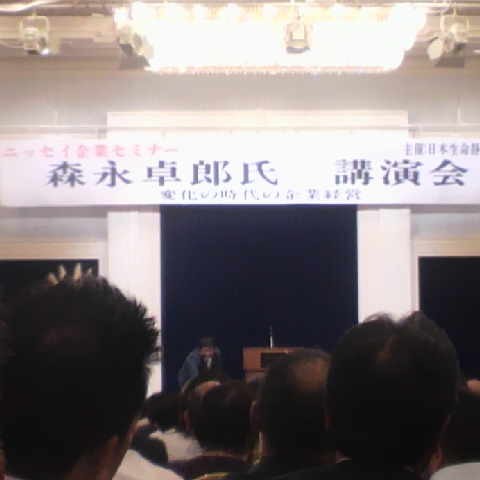 ニッセイ企業セミナー
主催:日本生命静
森永卓郎氏 講演会
変化の時代の企業経営